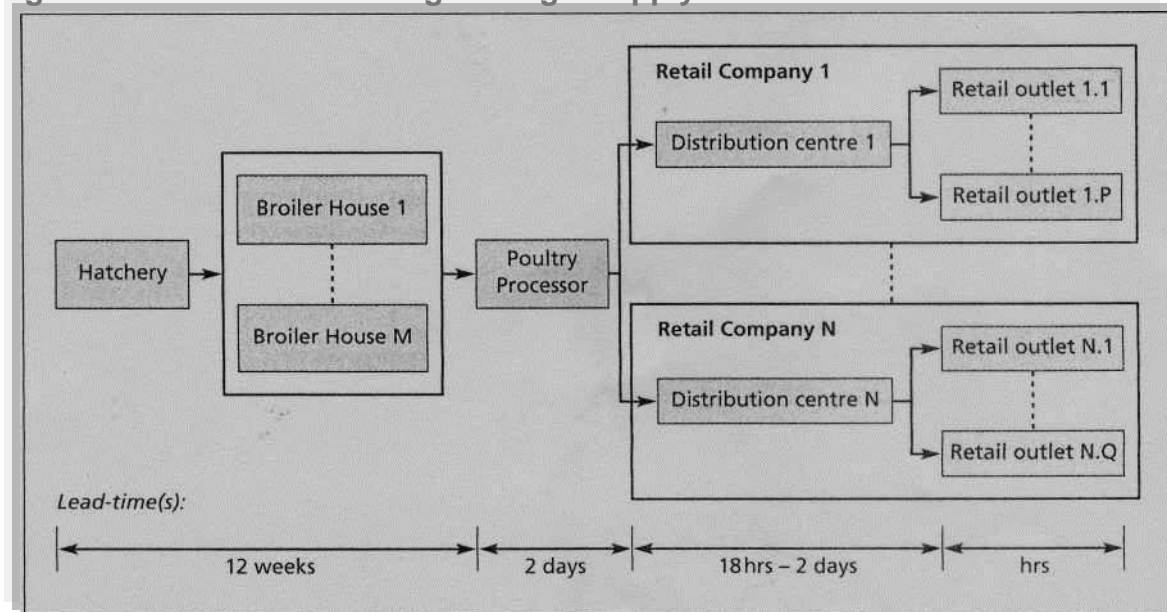 Retail Company 1
Retail outlet 1.1
Distribution centre 1
Retail outlet 1.P
Broiler House 1
Hatchery
Poultry
Processor
Broiler House M
Retail Company N
Retail outlet N.1
Distribution centre N
Retail outlet N.Q
Lead-time(s):
12 weeks
2 days
18hrs – 2 days
hrs